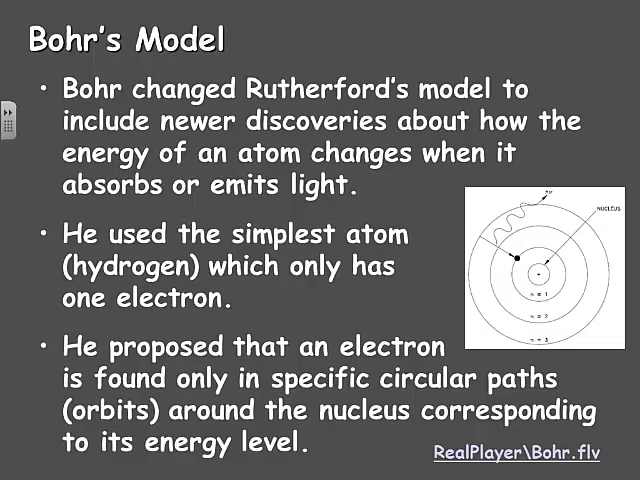 Bohr's Model
• Bohr changed Rutherford's model to
include newer discoveries about how the
energy of an atom changes when it
absorbs or emits light.
• He used the simplest atom
(hydrogen) which only has
one electron.
NUCLEUS
+
n = 1
n = 2
n = 3
• He proposed that an electron
is found only in specific circular paths
(orbits) around the nucleus corresponding
to its energy level.
RealPlayer\Bohr.flv